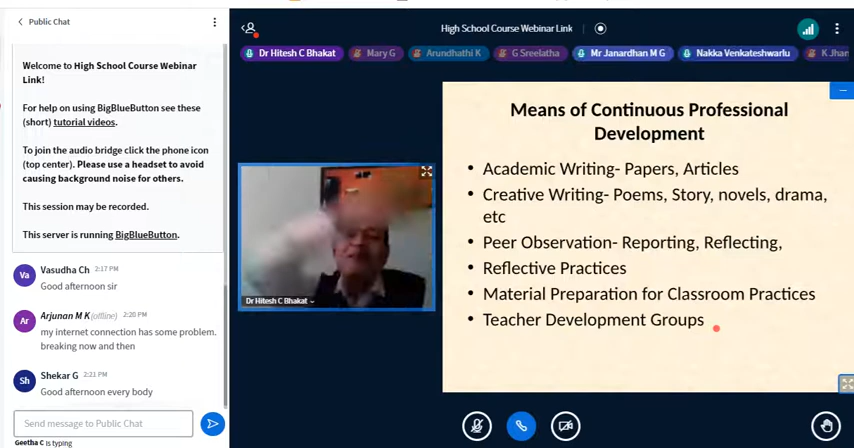 Public Chat
Welcome to High School Course Webinar
Link!
For help on using BigBlueButton see these
(short) tutorial videos.
To join the audio bridge click the phone icon
(top center). Please use a headset to avoid
causing background noise for others.
This session may be recorded.
This server is running BigBlueButton.
Va
Vasudha Ch 2:17 PM
Good afternoon sir
Ar
Arjunan M K(offline) 2:20 PM
my internet connection has some problem.
breaking now and then
Sh
Shekar G 2:21 PM
Good afternoon every body
Send message to Public Chat
Geetha C is typing
High School Course Webinar Link
Dr Hitesh C Bhakat Mary G Arundhathi K G Sreelatha Mr Janardhan M G Nakka Venkateshwarlu K Jhan
Dr Hitesh C Bhakat
Means of Continuous Professional
Development
• Academic Writing- Papers, Articles
• Creative Writing- Poems, Story, novels, drama,
etc
• Peer Observation- Reporting, Reflecting,
• Reflective Practices
• Material Preparation for Classroom Practices
• Teacher Development Groups